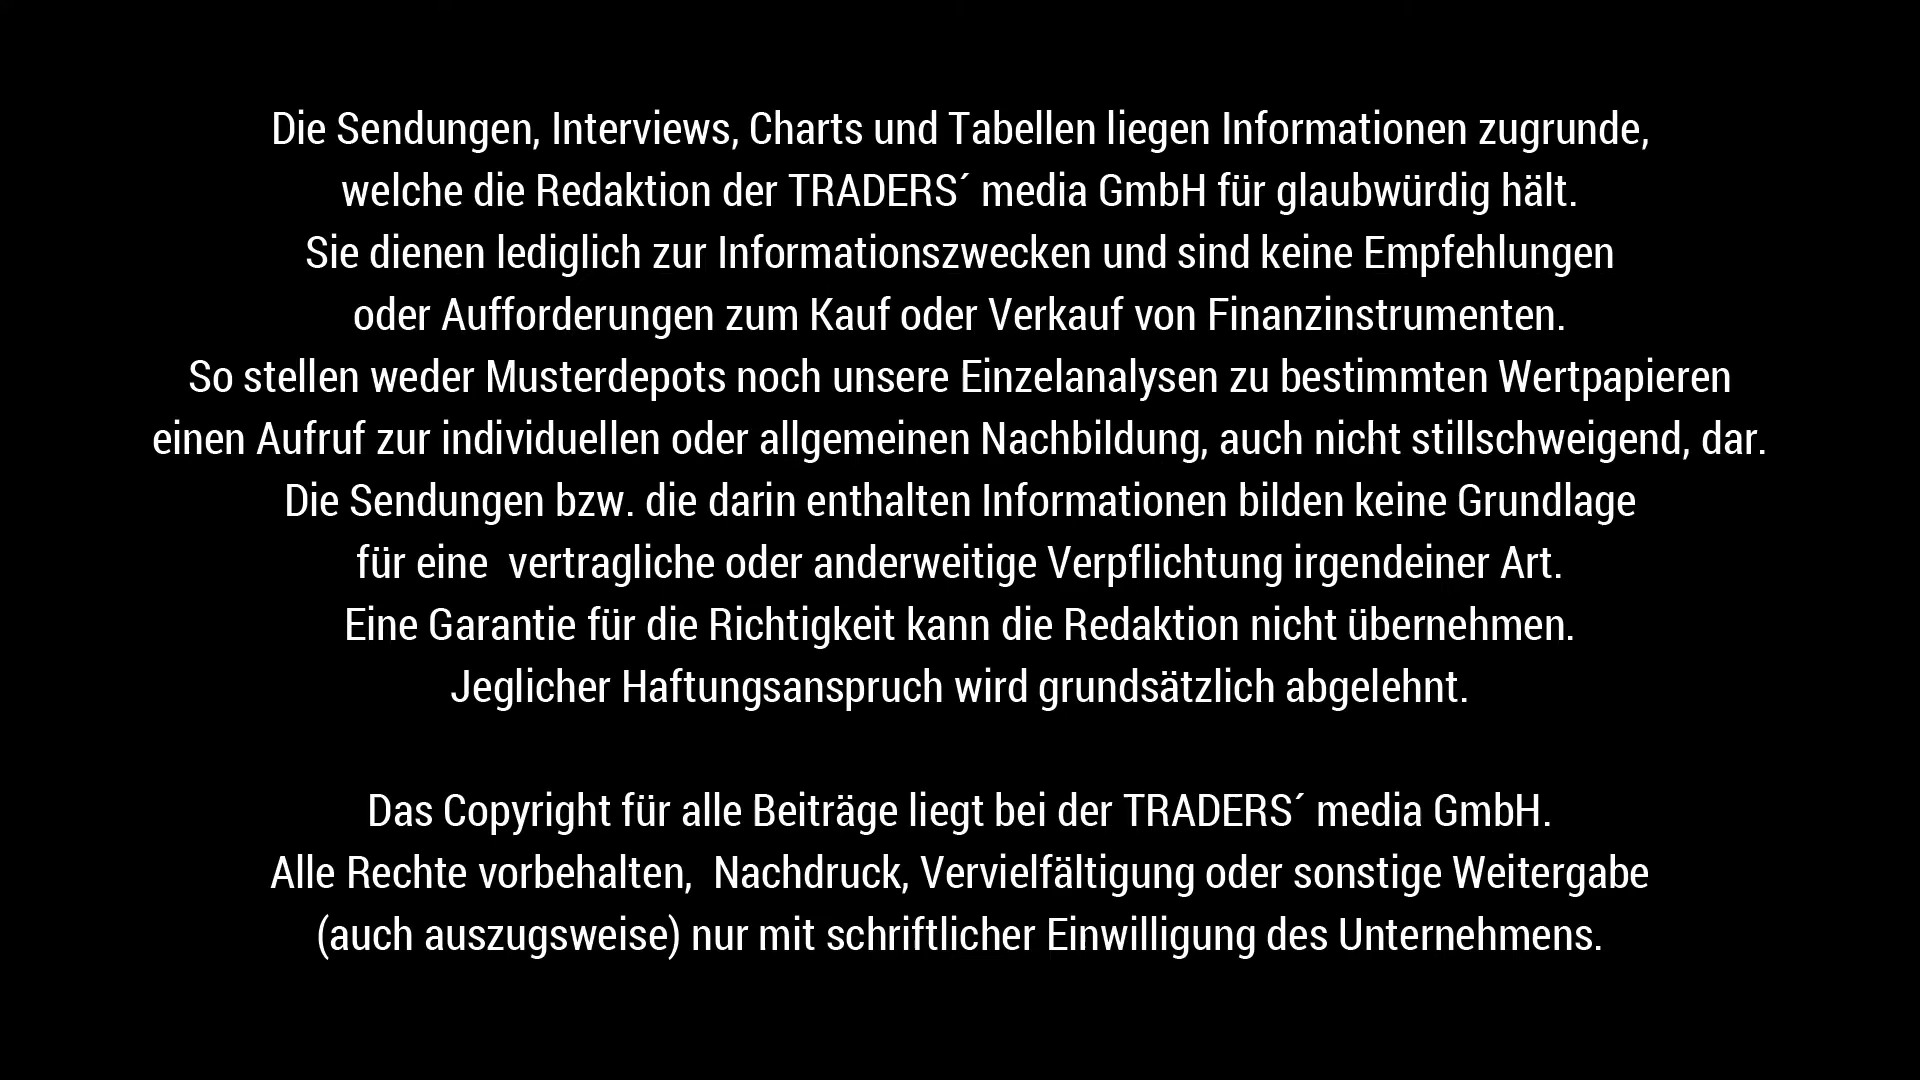 Die Sendungen, Interviews, Charts und Tabellen liegen Informationen zugrunde,
welche die Redaktion der TRADERS´ media GmbH für glaubwürdig hält.
Sie dienen lediglich zur Informationszwecken und sind keine Empfehlungen
oder Aufforderungen zum Kauf oder Verkauf von Finanzinstrumenten.
So stellen weder Musterdepots noch unsere Einzelanalysen zu bestimmten Wertpapieren
einen Aufruf zur individuellen oder allgemeinen Nachbildung, auch nicht stillschweigend, dar.
Die Sendungen bzw. die darin enthalten Informationen bilden keine Grundlage
für eine  vertragliche oder anderweitige Verpflichtung irgendeiner Art.
Eine Garantie für die Richtigkeit kann die Redaktion nicht übernehmen.
Jeglicher Haftungsanspruch wird grundsätzlich abgelehnt.
Das Copyright für alle Beiträge liegt bei der TRADERS´ media GmbH.
Alle Rechte vorbehalten,  Nachdruck, Vervielfältigung oder sonstige Weitergabe
(auch auszugsweise) nur mit schriftlicher Einwilligung des Unternehmens.